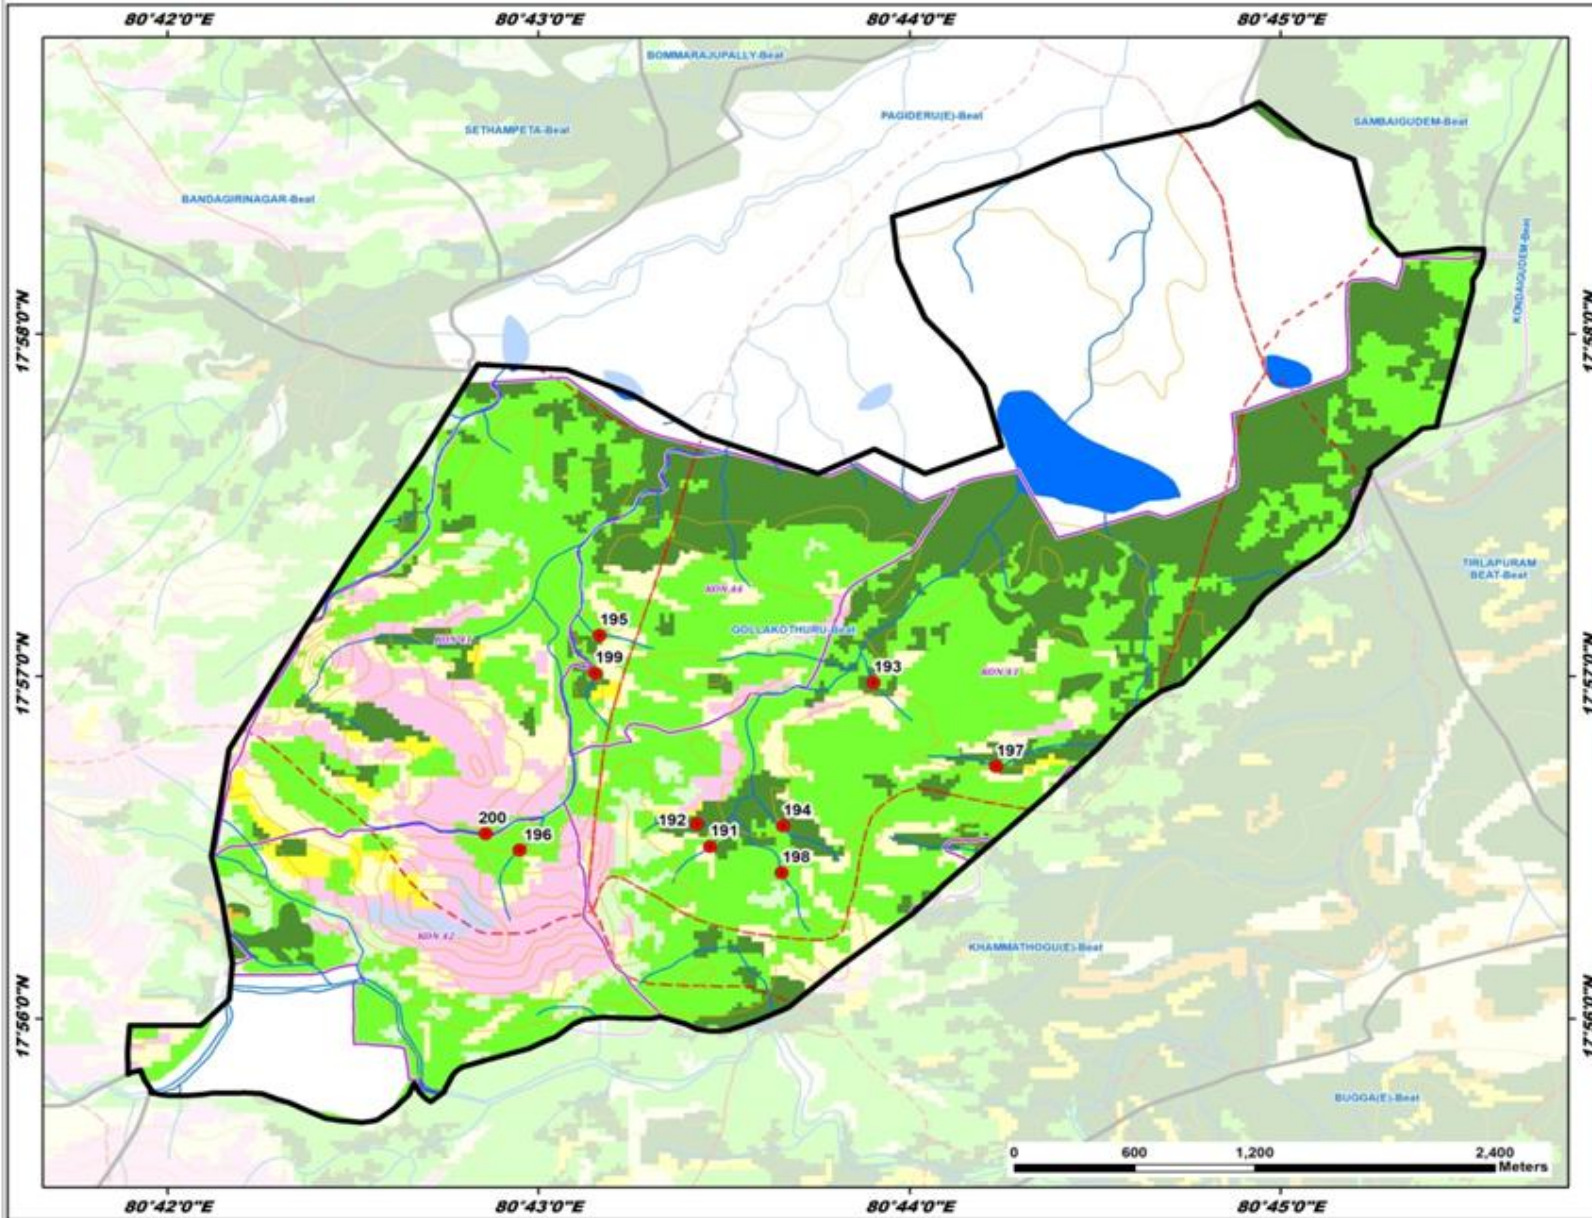 80°42'0"E 80°43'0"E 80°44'0"E 80°45'0"E
BOMMARAJUPALLY-Beat
PAGIDERU(E)-Beat
SAMBAIGUDEM-Beat
SETHAMPETA-Beat
BANDAGIRINAGAR-Beat
KONDAIGUDEM-Beat
17°58'0"N 17°58'0"N
TIRLAPURAM
BEAT-Beat
KON 44
195
GOLLAKOTHURU-Beat
199
193
17°57'0"N 17°57'0"N
197
200
196
192
191
194
198
KON 42
KHAMMATHOGU(E)-Beat
17°56'0"N 17°56'0"N
BUGGA(E)-Beat
0 600 1,200 2,400
Meters
80°42'0"E 80°43'0"E 80°44'0"E 80°45'0"E